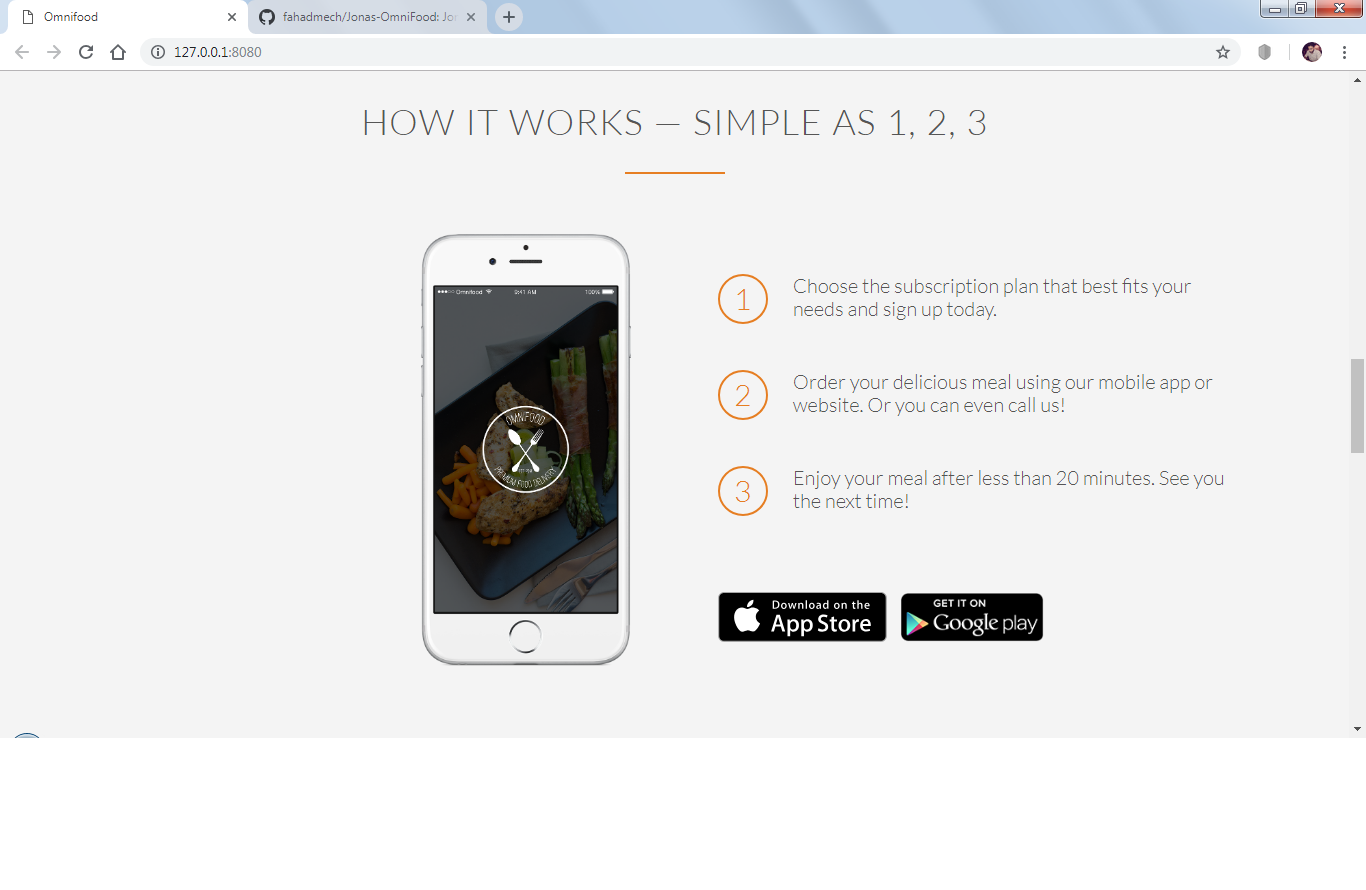 Omnifood
fahadmech/Jonas-OmniFood: Jo
127.0.0.1:8080
HOW IT WORKS — SIMPLE AS 1, 2, 3
Omnifood
9:41 AM
100%
OMNIFOOD
PREMIUM FOOD DELIVERY
1
Choose the subscription plan that best fits your
needs and sign up today.
2
Order your delicious meal using our mobile app or
website. Or you can even call us!
3
Enjoy your meal after less than 20 minutes. See you
the next time!
Download on the
App Store
GET IT ON
Google play